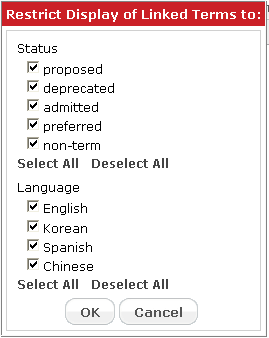 Restrict Display of Linked Terms to:
Status
proposed
deprecated
admitted
preferred
non-term
Select All Deselect All
Language
English
Korean
Spanish
Chinese
Select All Deselect All
OK Cancel